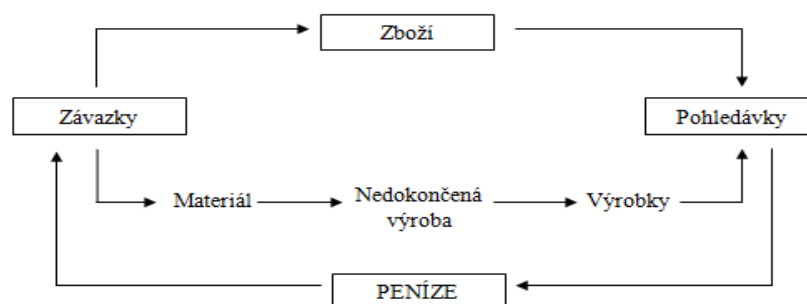 Zboží
Závazky
Pohledávky
Materiál
Nedokončená
výroba
Výrobky
PENÍZE